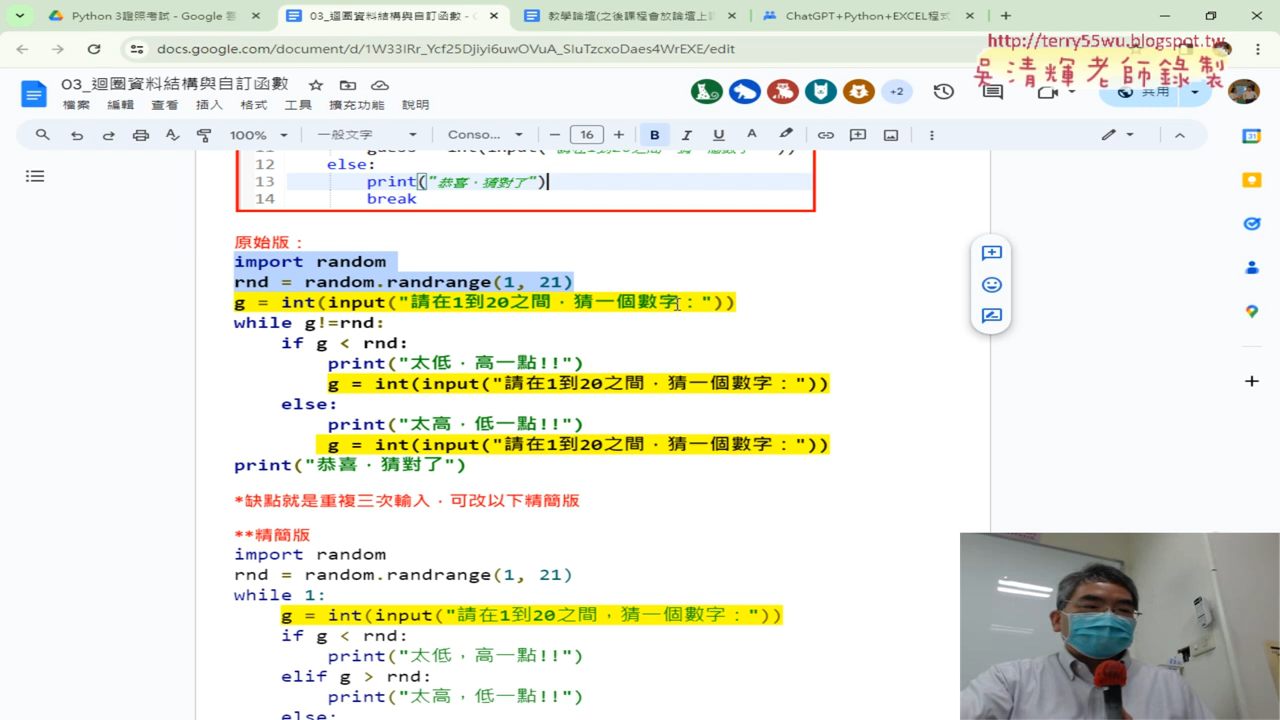 Python 3證照考試 - Google 雲
03_迴圈資料結構與自訂函數 - G
教學論壇(之後課程會放論壇上課
ChatGPT+Python+EXCEL程式
docs.google.com/document/d/1W33IRr_Ycf25DJiyi6uwOVuA_SIuTzcxoDaes4WrEXE/edit
http://terry55wu.blogspot.tw
吳清輝老師錄製
03_迴圈資料結構與自訂函數
+2
共用
檔案 編輯 查看 插入 格式 工具 擴充功能 說明
100% 一般文字 Conso... 16 B I U A
12 else:
13 print("恭喜，猜對了")
14 break
原始版：
import random
rnd = random.randrange(1, 21)
g = int(input("請在1到20之間，猜一個數字："))
while g!=rnd:
if g < rnd:
print("太低，高一點!!")
g = int(input("請在1到20之間，猜一個數字："))
else:
print("太高，低一點!!")
g = int(input("請在1到20之間，猜一個數字："))
print("恭喜，猜對了")
*缺點就是重複三次輸入，可改以下精簡版
**精簡版
import random
rnd = random.randrange(1, 21)
while 1:
g = int(input("請在1到20之間，猜一個數字："))
if g < rnd:
print("太低，高一點!!")
elif g > rnd:
print("太高，低一點!!")
else: